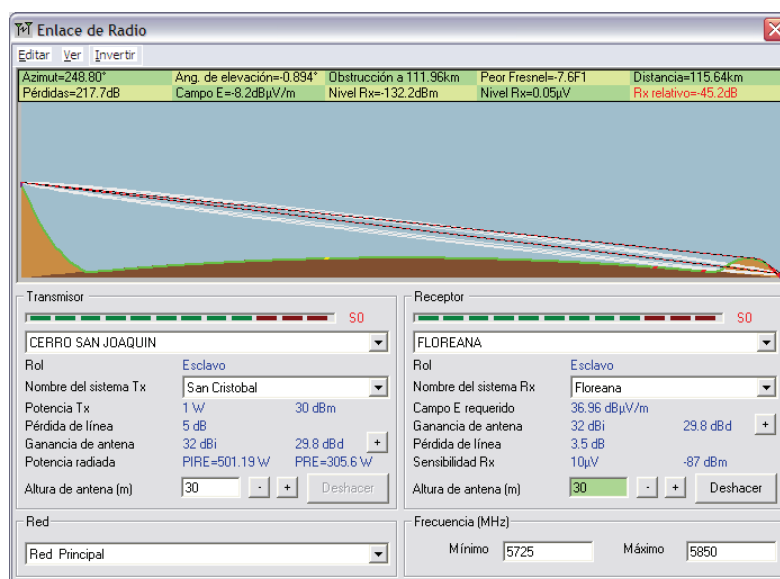 Enlace de Radio
Editar Ver Invertir
Azimut=248.80° Ang. de elevación=-0.894° Obstrucción a 111.96km Peor Fresnel=-7.6F1 Distancia=115.64km
Pérdidas=217.7dB Campo E=-8.2dBμV/m Nivel Rx=-132.2dBm Nivel Rx=0.05μV Rx relativo=-45.2dB
Transmisor
S0
CERRO SAN JOAQUIN
Rol Esclavo
Nombre del sistema Tx San Cristobal
Potencia Tx 1 W 30 dBm
Pérdida de línea 5 dB
Ganancia de antena 32 dBi 29.8 dBd +
Potencia radiada PIRE=501.19 W PRE=305.6 W
Altura de antena (m) 30 - + Deshacer
Receptor
S0
FLOREANA
Rol Esclavo
Nombre del sistema Rx Floreana
Campo E requerido 36.96 dBμV/m
Ganancia de antena 32 dBi 29.8 dBd +
Pérdida de línea 3.5 dB
Sensibilidad Rx 10μV -87 dBm
Altura de antena (m) 30 - + Deshacer
Red
Red Principal
Frecuencia (MHz)
Mínimo 5725 Máximo 5850